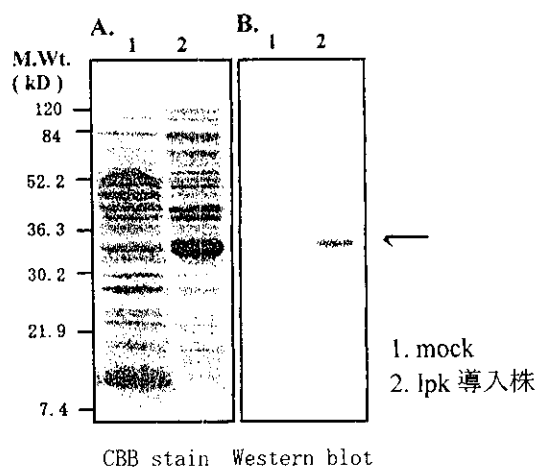 A. B.
1 2 1 2
M.Wt.
( kD )
120
84
52.2
36.3
30.2
21.9
7.4
1. mock
2. lpk 導入株
CBB stain Western blot